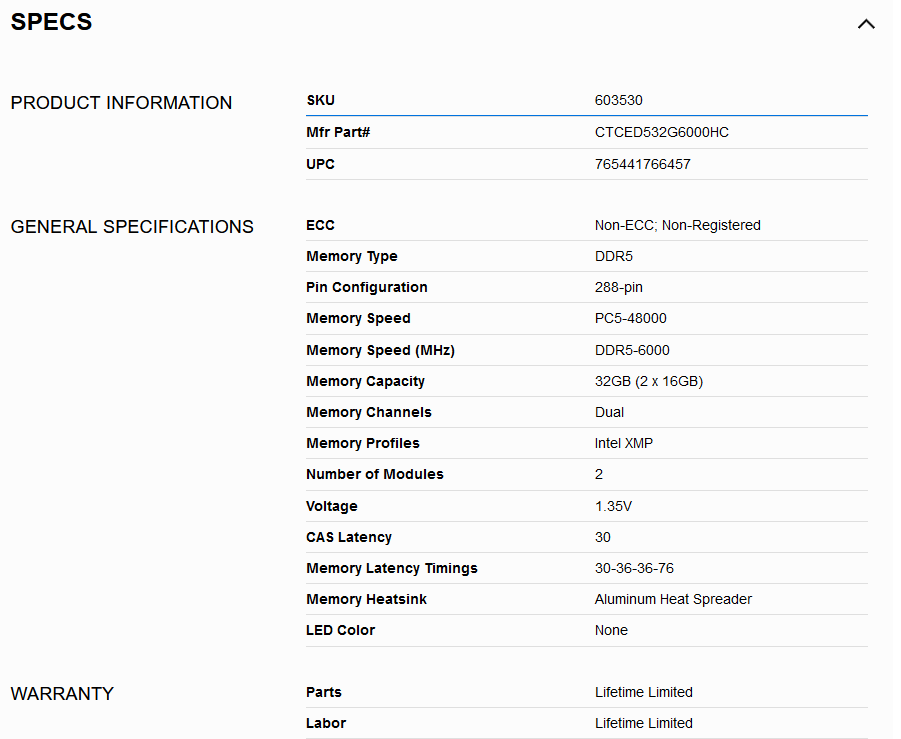 SPECS
PRODUCT INFORMATION
SKU 603530
Mfr Part# CTCED532G6000HC
UPC 765441766457
GENERAL SPECIFICATIONS
ECC Non-ECC; Non-Registered
Memory Type DDR5
Pin Configuration 288-pin
Memory Speed PC5-48000
Memory Speed (MHz) DDR5-6000
Memory Capacity 32GB (2 x 16GB)
Memory Channels Dual
Memory Profiles Intel XMP
Number of Modules 2
Voltage 1.35V
CAS Latency 30
Memory Latency Timings 30-36-36-76
Memory Heatsink Aluminum Heat Spreader
LED Color None
WARRANTY
Parts Lifetime Limited
Labor Lifetime Limited